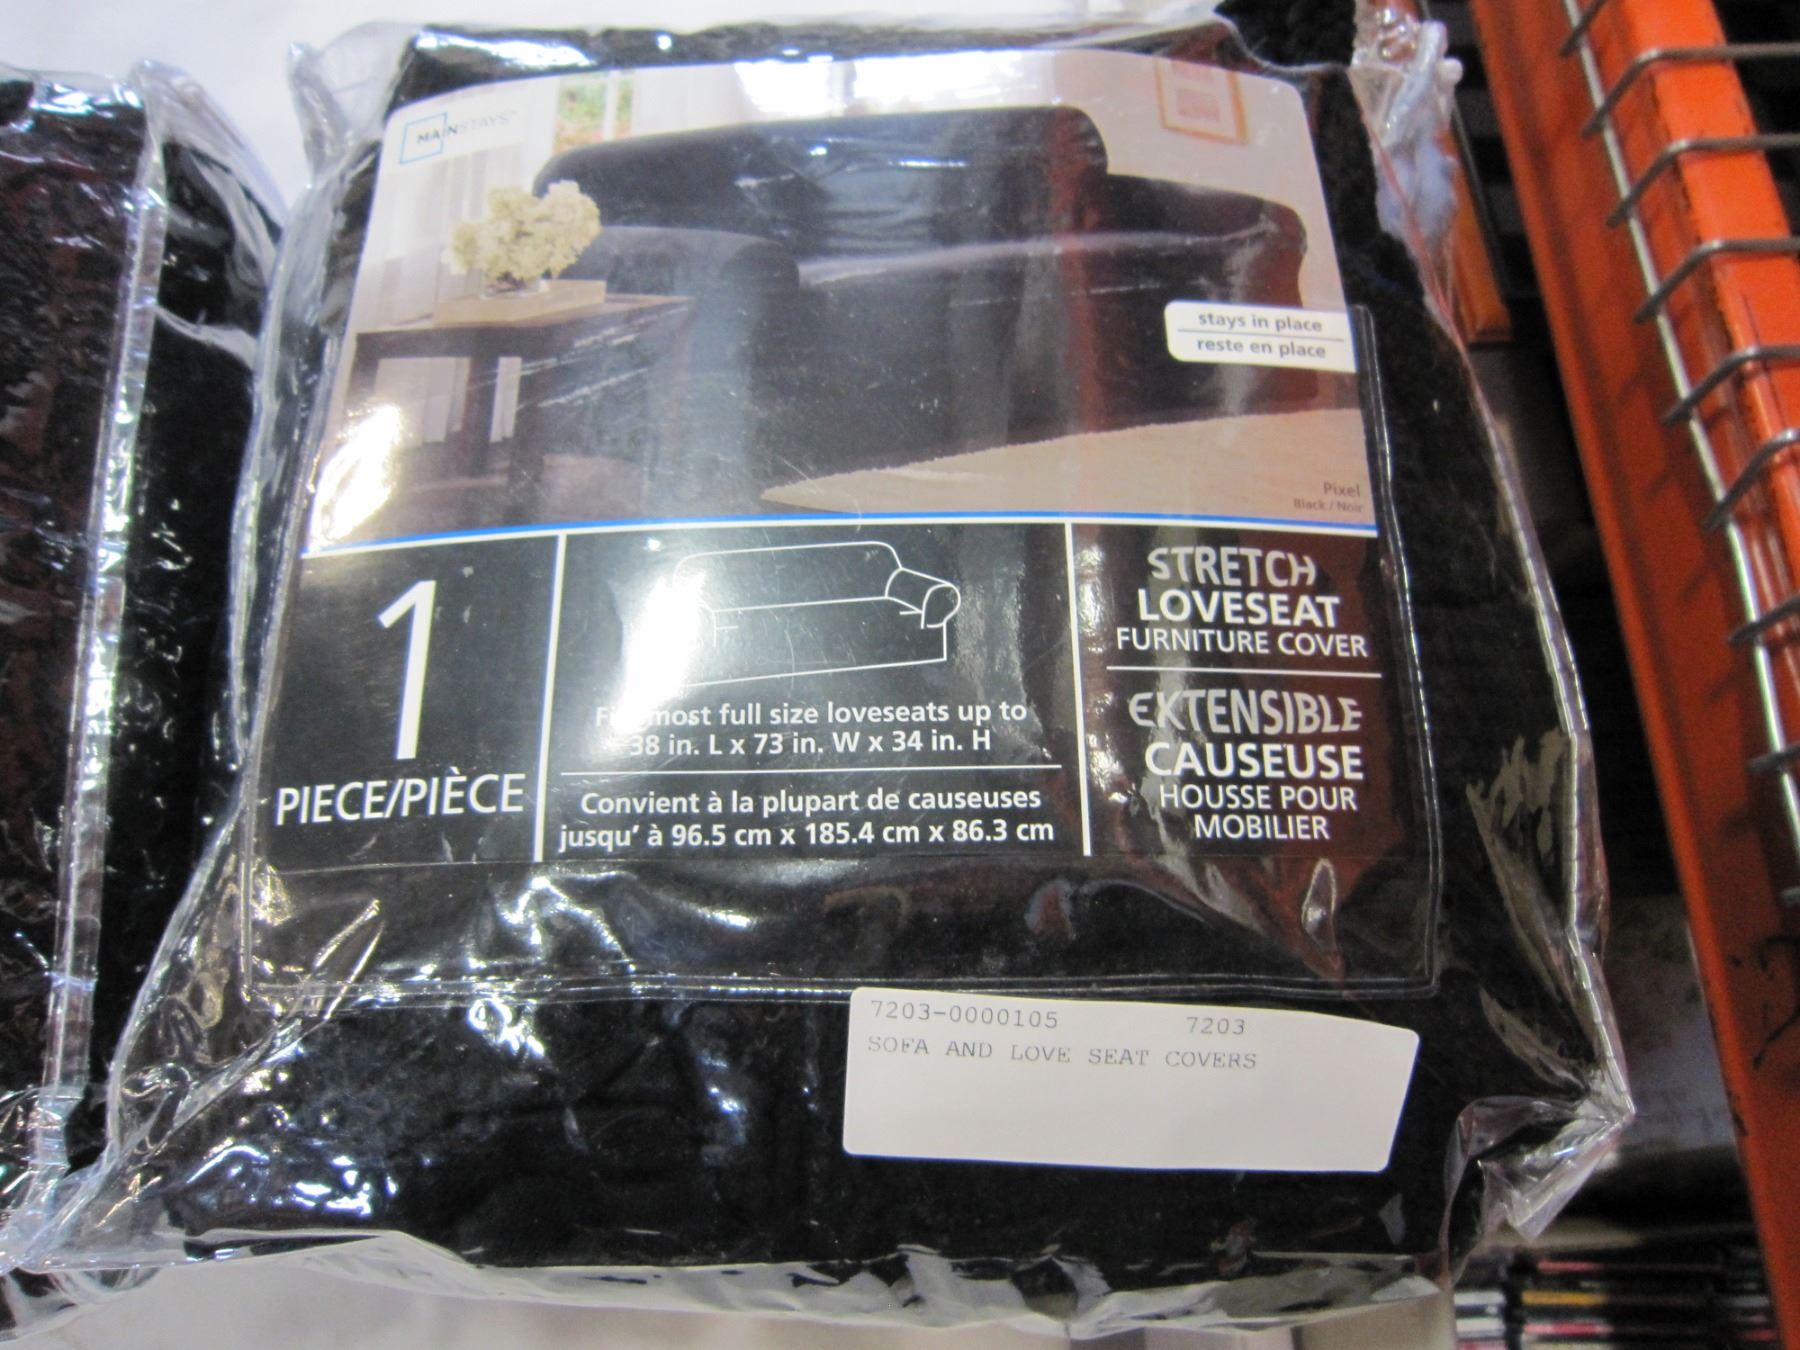 MAINSTAYS
stays in place
reste en place
Pixel
Black / Noir
1
PIECE/PIÈCE
most full size loveseats up to
38 in. L x 73 in. W x 34 in. H
Convient à la plupart de causeuses
jusqu' à 96.5 cm x 185.4 cm x 86.3 cm
STRETCH
LOVESEAT
FURNITURE COVER
EXTENSIBLE
CAUSEUSE
HOUSSE POUR
MOBILIER
7203-0000105 7203
SOFA AND LOVE SEAT COVERS